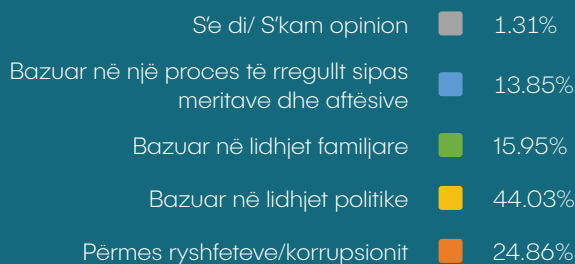 S'e di/ S'kam opinion 1.31%
Bazuar në një proces të rregullt sipas
meritave dhe aftësive 13.85%
Bazuar në lidhjet familjare 15.95%
Bazuar në lidhjet politike 44.03%
Përmes ryshfeteve/korrupsionit 24.86%